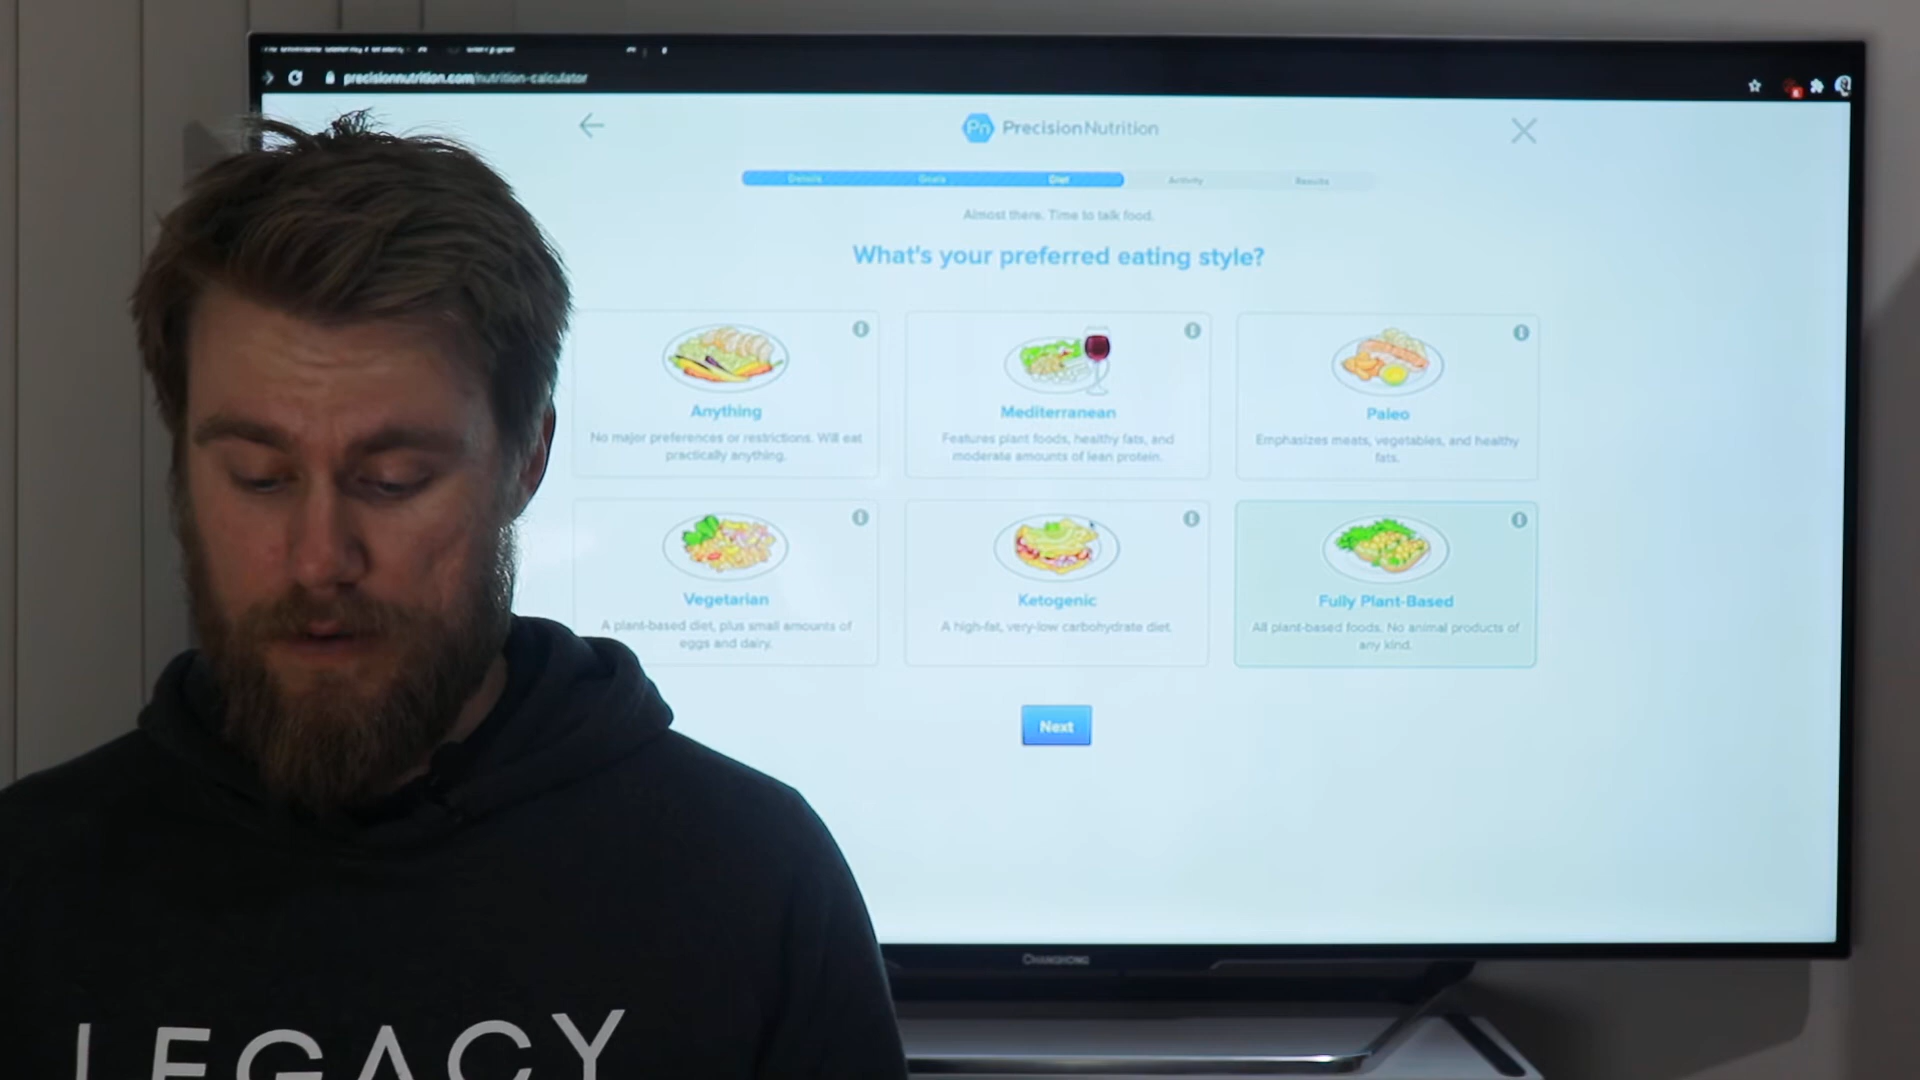 precisionnutrition.com/nutrition-calculator
Pn PrecisionNutrition
Details Goals Diet Activity Results
Almost there. Time to talk food.
What's your preferred eating style?
Anything
No major preferences or restrictions. Will eat
practically anything.
Mediterranean
Features plant foods, healthy fats, and
moderate amounts of lean protein.
Paleo
Emphasizes meats, vegetables, and healthy
fats.
Vegetarian
A plant-based diet, plus small amounts of
eggs and dairy.
Ketogenic
A high-fat, very-low carbohydrate diet.
Fully Plant-Based
All plant-based foods. No animal products of
any kind.
Next
CHANGHONG
LEGACY